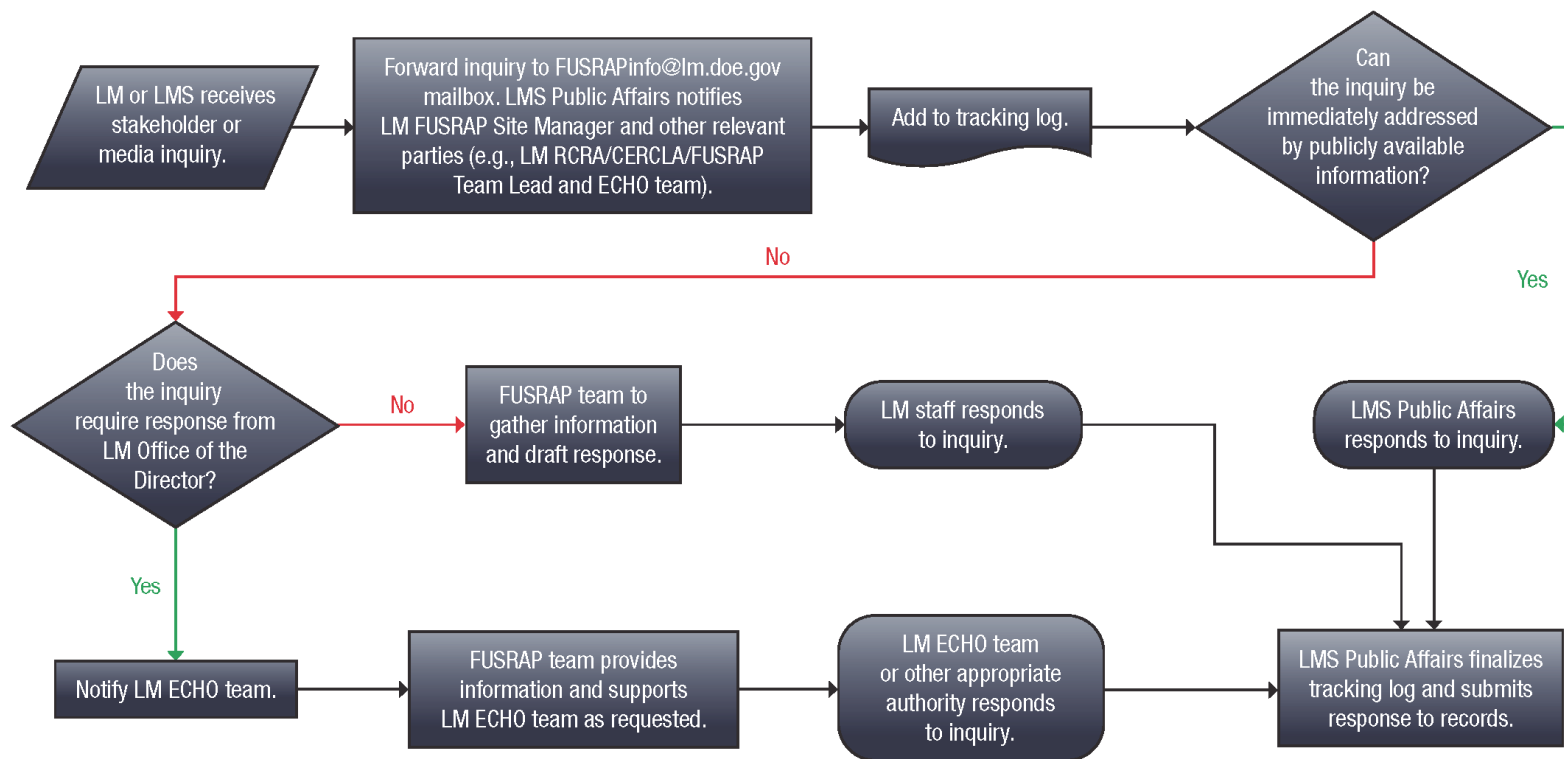 LM or LMS receives
stakeholder or
media inquiry.
Forward inquiry to FUSRAPinfo@lm.doe.gov
mailbox. LMS Public Affairs notifies
LM FUSRAP Site Manager and other relevant
parties (e.g., LM RCRA/CERCLA/FUSRAP
Team Lead and ECHO team).
Add to tracking log.
Can
the inquiry be
immediately addressed
by publicly available
information?
No
Yes
Does
the inquiry
require response from
LM Office of the
Director?
No
FUSRAP team to
gather information
and draft response.
LM staff responds
to inquiry.
LMS Public Affairs
responds to inquiry.
Yes
Notify LM ECHO team.
FUSRAP team provides
information and supports
LM ECHO team as requested.
LM ECHO team
or other appropriate
authority responds
to inquiry.
LMS Public Affairs finalizes
tracking log and submits
response to records.